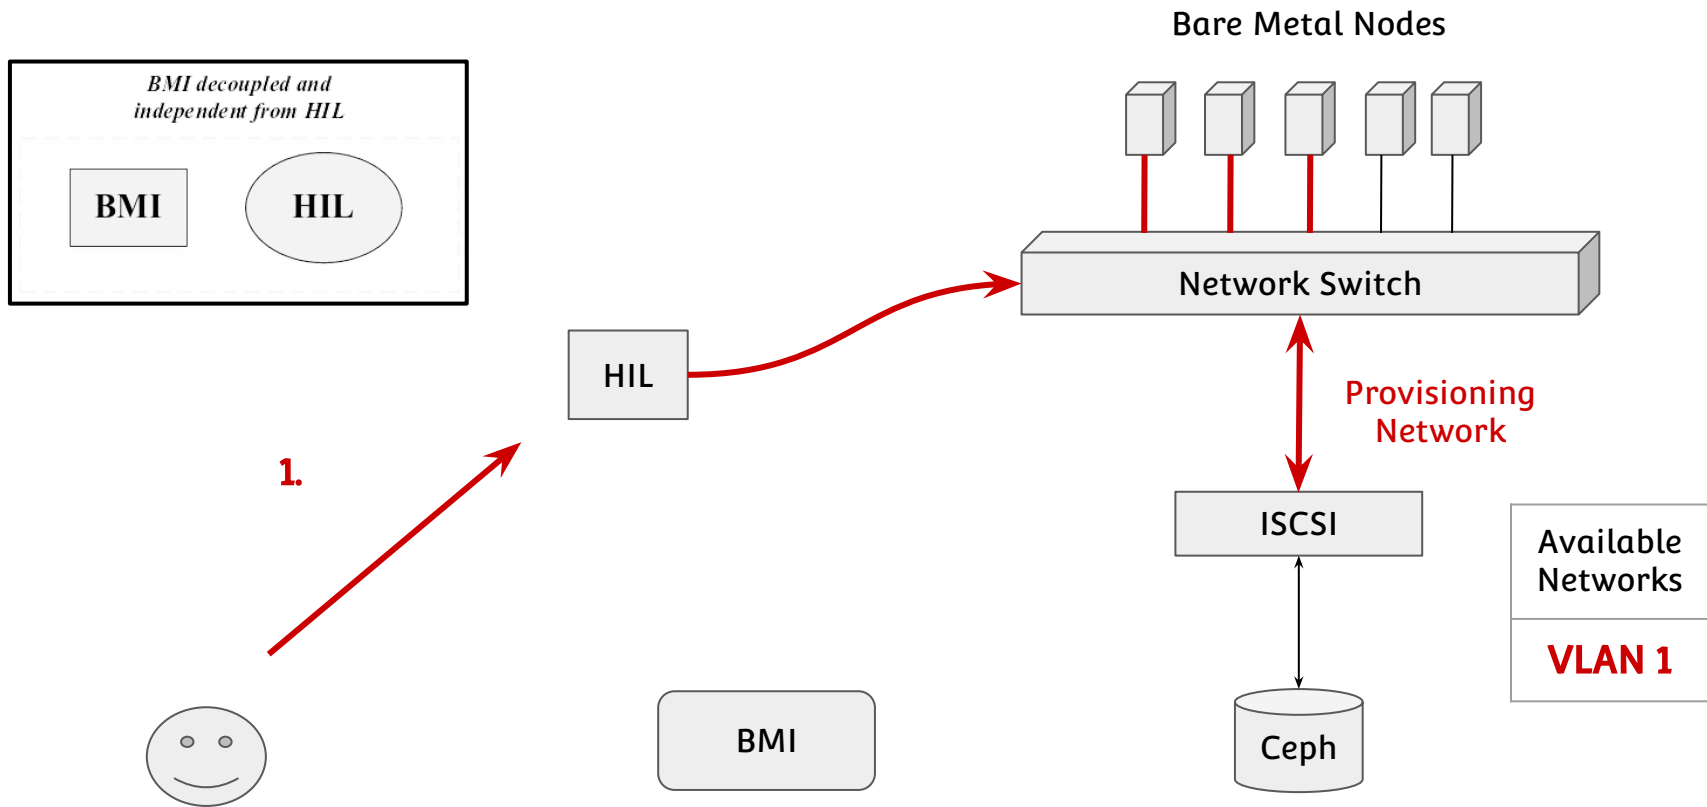 Bare Metal Nodes
BMI decoupled and
independent from HIL
BMI
HIL
Network Switch
HIL
Provisioning
Network
1.
ISCSI
Available
Networks
VLAN 1
BMI
Ceph